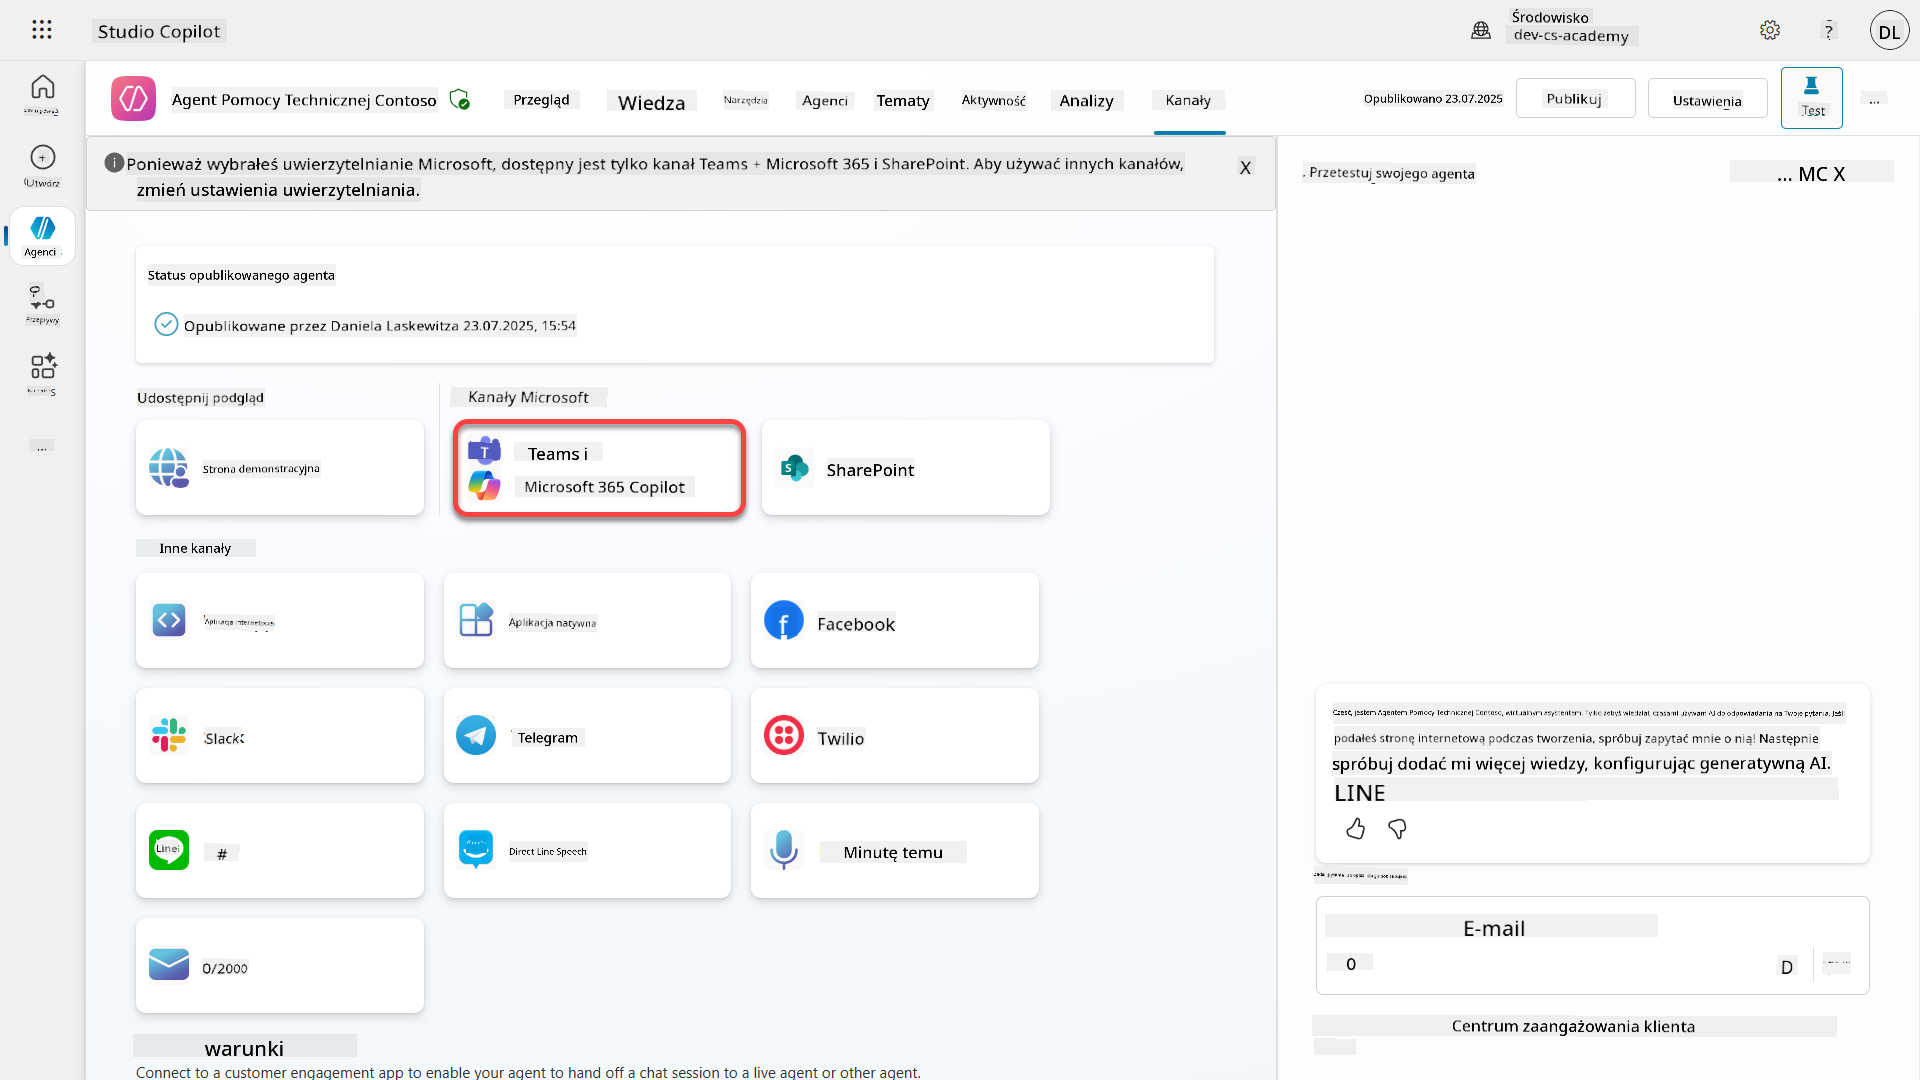 Studio Copilot
Środowisko
dev-cs-academy
?
DL
Agent Pomocy Technicznej Contoso
Przegląd
Wiedza
Narzędzia
Agenci
Tematy
Aktywność
Analizy
Kanały
Opublikowano 23.07.2025
Publikuj
Ustawienia
Test
...
Utwórz
Agenci
Przepływy
...
Ponieważ wybrałeś uwierzytelnianie Microsoft, dostępny jest tylko kanał Teams + Microsoft 365 i SharePoint. Aby używać innych kanałów,
zmień ustawienia uwierzytelniania.
X
. Przetestuj swojego agenta
... MC X
Status opublikowanego agenta
Opublikowane przez Daniela Laskewitza 23.07.2025, 15:54
Udostępnij podgląd
Kanały Microsoft
Strona demonstracyjna
Teams i
Microsoft 365 Copilot
SharePoint
Inne kanały
Aplikacja internetowa
Aplikacja natywna
Facebook
Slack
Telegram
Twilio
Line
#
Direct Line Speech
Minutę temu
0/2000
warunki
Connect to a customer engagement app to enable your agent to hand off a chat session to a live agent or other agent.
Cześć, jestem Agentem Pomocy Technicznej Contoso, wirtualnym asystentem. Tylko żebyś wiedział, czasami używam AI do odpowiadania na Twoje pytania. Jeśli
podałeś stronę internetową podczas tworzenia, spróbuj zapytać mnie o nią! Następnie
spróbuj dodać mi więcej wiedzy, konfigurując generatywną AI.
LINE
E-mail
0
D
Centrum zaangażowania klienta